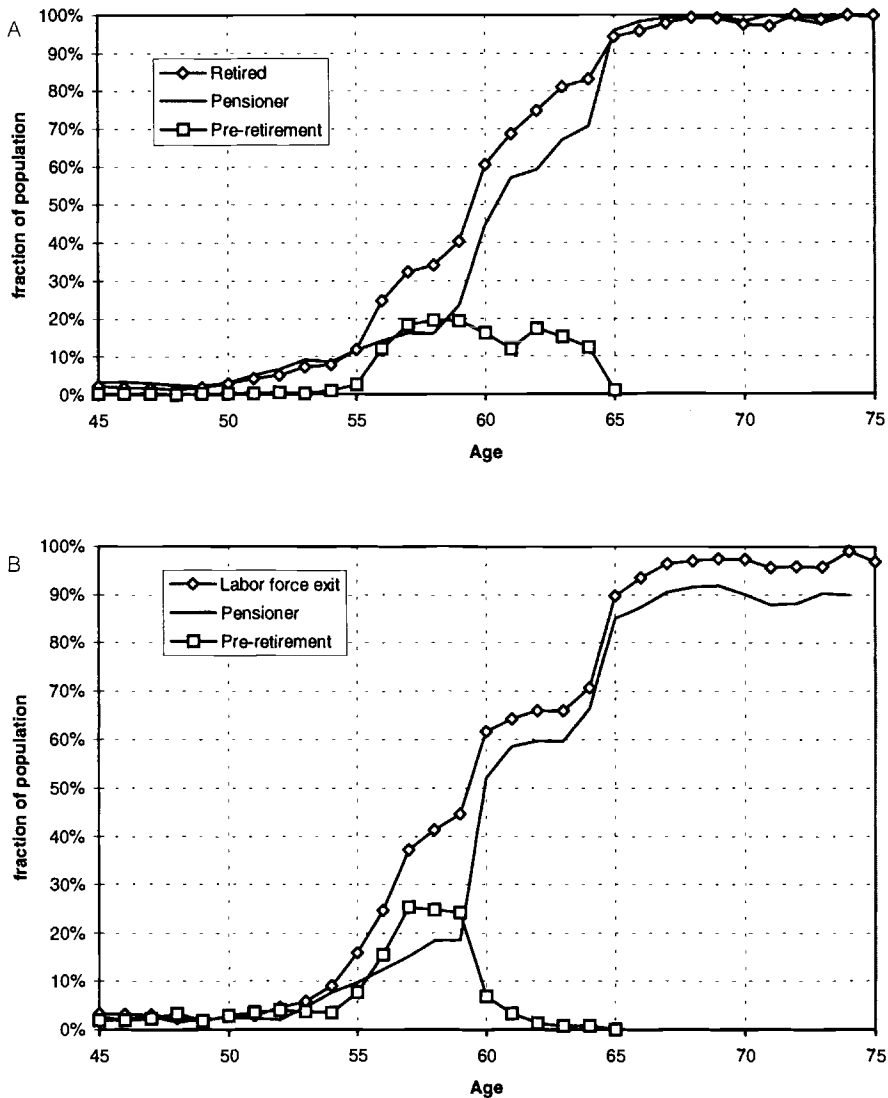 A
100%
90%
80%
70%
60%
50%
40%
30%
20%
10%
0%
fraction of population
Retired
Pensioner
Pre-retirement
45 50 55 60 65 70 75
Age
B
100%
90%
80%
70%
60%
50%
40%
30%
20%
10%
0%
fraction of population
Labor force exit
Pensioner
Pre-retirement
45 50 55 60 65 70 75
Age